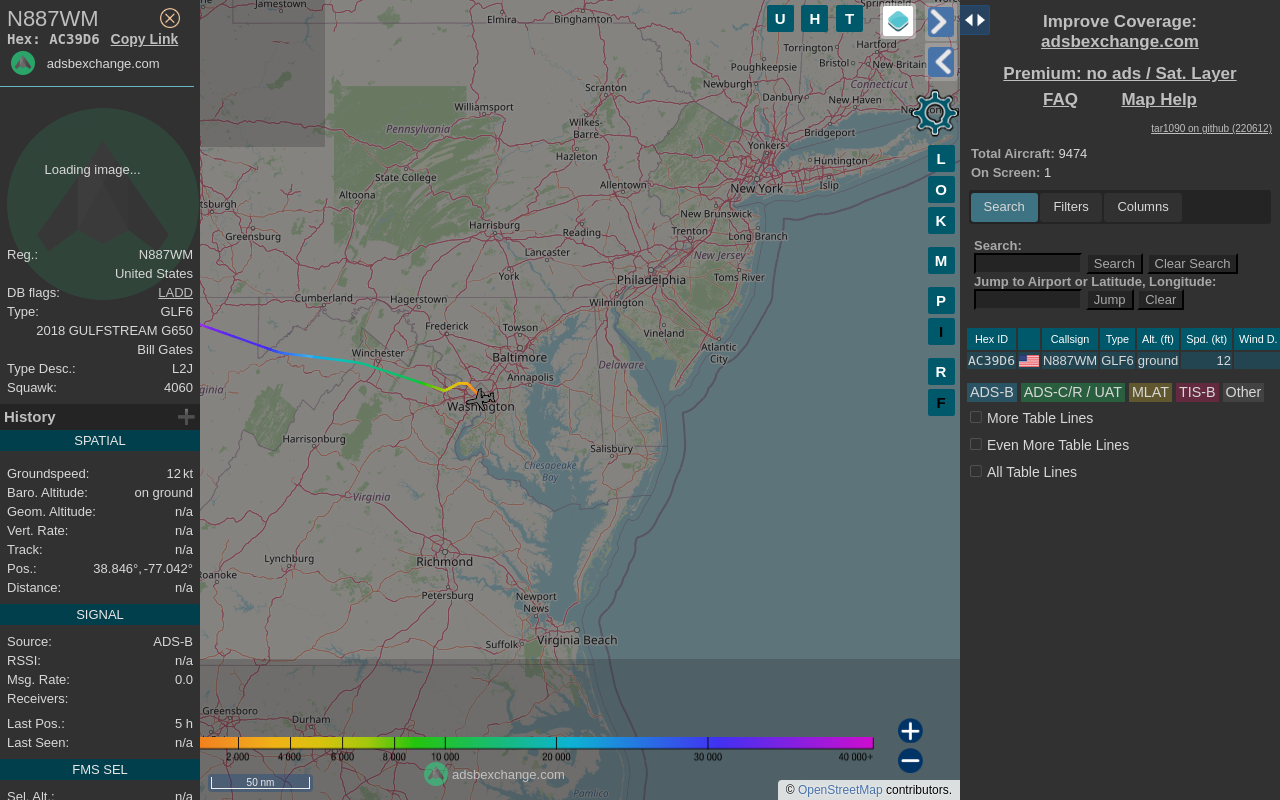 N887WM
Hex: AC39D6 Copy Link
adsbexchange.com
Loading image...
Reg.: N887WM
United States
DB flags: LADD
Type: GLF6
2018 GULFSTREAM G650
Bill Gates
Type Desc.: L2J
Squawk: 4060
History
SPATIAL
Groundspeed: 12 kt
Baro. Altitude: on ground
Geom. Altitude: n/a
Vert. Rate: n/a
Track: n/a
Pos.: 38.846°, -77.042°
Distance: n/a
SIGNAL
Source: ADS-B
RSSI: n/a
Msg. Rate: 0.0
Receivers:
Last Pos.: 5 h
Last Seen: n/a
FMS SEL
Sel. Alt.: n/a
Jamestown
Elmira
Binghamton
Springfield
U H T
Torrington
Hartford
Bristol
New Britain
Poughkeepsie
Newburgh
Connecticut
Scranton
Danbury
New Haven
Williamsport
Pennsylvania
Wilkes-
Barre
Bridgeport
Yonkers
Hazleton
Huntington
State College
Allentown
New York
Islip
Altoona
tsburgh
New Brunswick
Harrisburg
Reading
Trenton
Long Branch
Greensburg
Lancaster
New Jersey
York
Philadelphia
Toms River
Cumberland
Hagerstown
Wilmington
Frederick
Towson
Vineland
Winchester
Baltimore
Atlantic
City
Delaware
Annapolis
ginia
Washington
Harrisonburg
Salisbury
Chesapeake
Bay
Virginia
Lynchburg
Richmond
Roanoke
Petersburg
Newport
News
Suffolk
Virginia Beach
Greensboro
Durham
Pamlico
L
O
K
M
P
I
R
F
2 000 4 000 6 000 8 000 10 000 20 000 30 000 40 000+
50 nm
adsbexchange.com
© OpenStreetMap contributors.
Improve Coverage:
adsbexchange.com
Premium: no ads / Sat. Layer
FAQ Map Help
tar1090 on github (220612)
Total Aircraft: 9474
On Screen: 1
Search Filters Columns
Search:
Search Clear Search
Jump to Airport or Latitude, Longitude:
Jump Clear
Hex ID Callsign Type Alt. (ft) Spd. (kt) Wind D.
AC39D6 N887WM GLF6 ground 12
ADS-B ADS-C/R / UAT MLAT TIS-B Other
More Table Lines
Even More Table Lines
All Table Lines